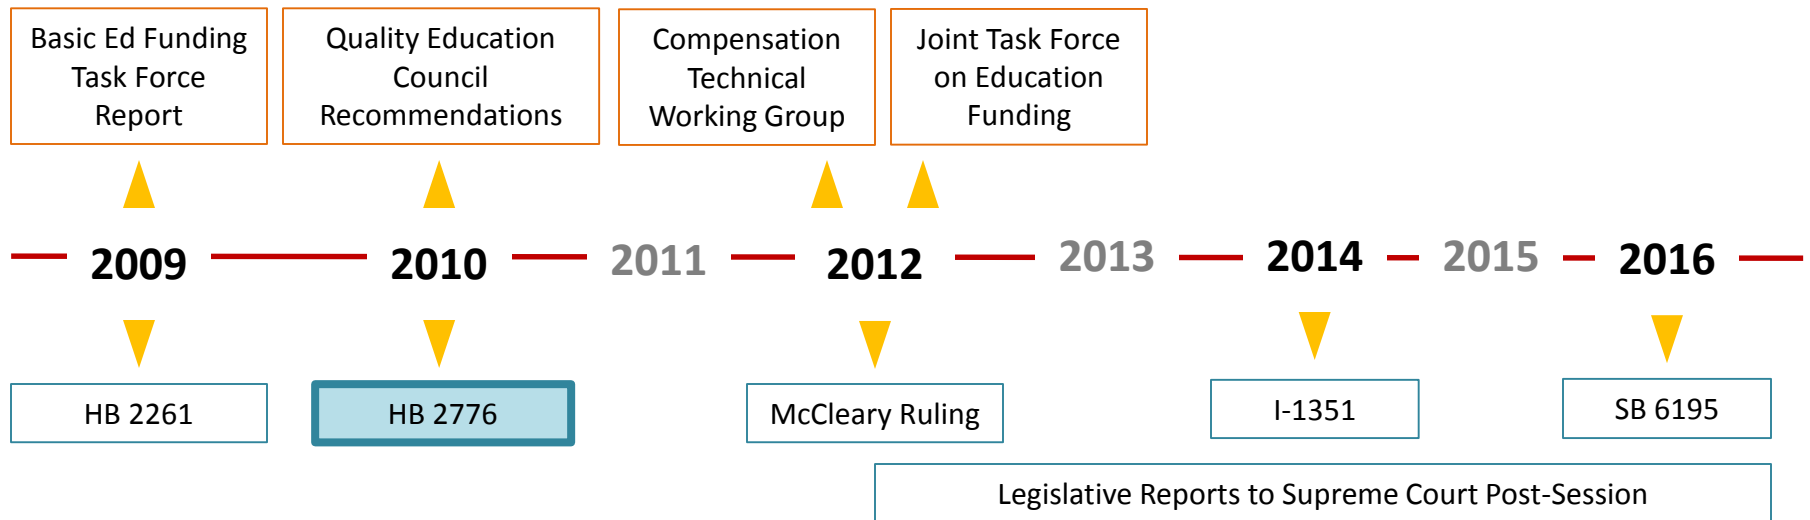 Basic Ed Funding
Task Force
Report
Quality Education
Council
Recommendations
Compensation
Technical
Working Group
Joint Task Force
on Education
Funding
2009
2010
2011
2012
2013
2014
2015
2016
HB 2261
HB 2776
McCleary Ruling
I-1351
SB 6195
Legislative Reports to Supreme Court Post-Session